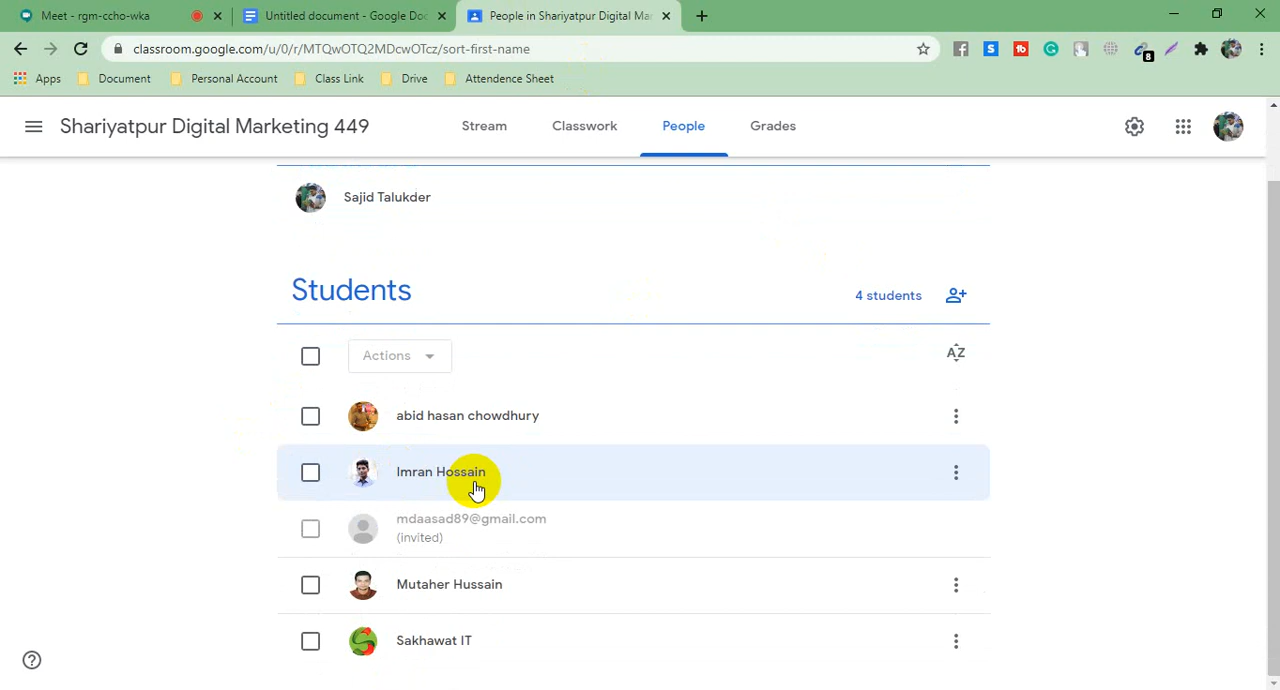 Meet - rgm-ccho-wka
Untitled document - Google Doc
People in Shariyatpur Digital Mar
classroom.google.com/u/0/r/MTQwOTQ2MDcwOTcz/sort-first-name
8
Apps
Document
Personal Account
Class Link
Drive
Attendence Sheet
Shariyatpur Digital Marketing 449
Stream
Classwork
People
Grades
Sajid Talukder
Students
4 students
Actions
AZ
abid hasan chowdhury
Imran Hossain
mdaasad89@gmail.com
(invited)
Mutaher Hussain
Sakhawat IT